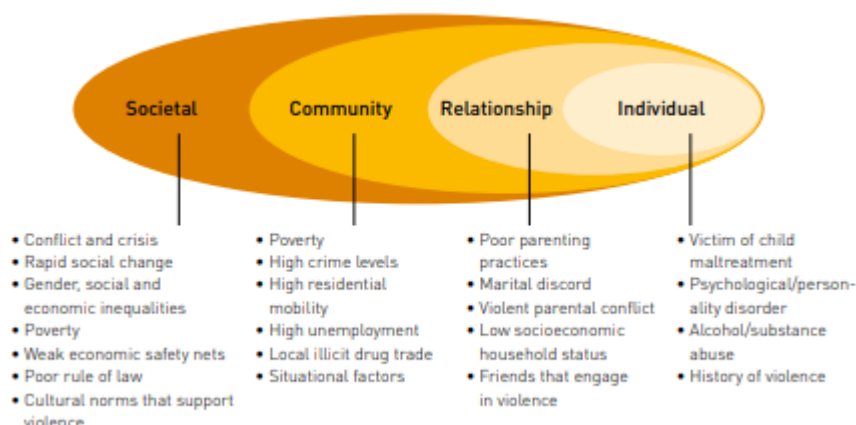 Societal
Community
Relationship
Individual
• Conflict and crisis
• Rapid social change
• Gender, social and
economic inequalities
• Poverty
• Weak economic safety nets
• Poor rule of law
• Cultural norms that support
violence
• Poverty
• High crime levels
• High residential
mobility
• High unemployment
• Local illicit drug trade
• Situational factors
• Poor parenting
practices
• Marital discord
• Violent parental conflict
• Low socioeconomic
household status
• Friends that engage
in violence
• Victim of child
maltreatment
• Psychological/person-
ality disorder
• Alcohol/substance
abuse
• History of violence